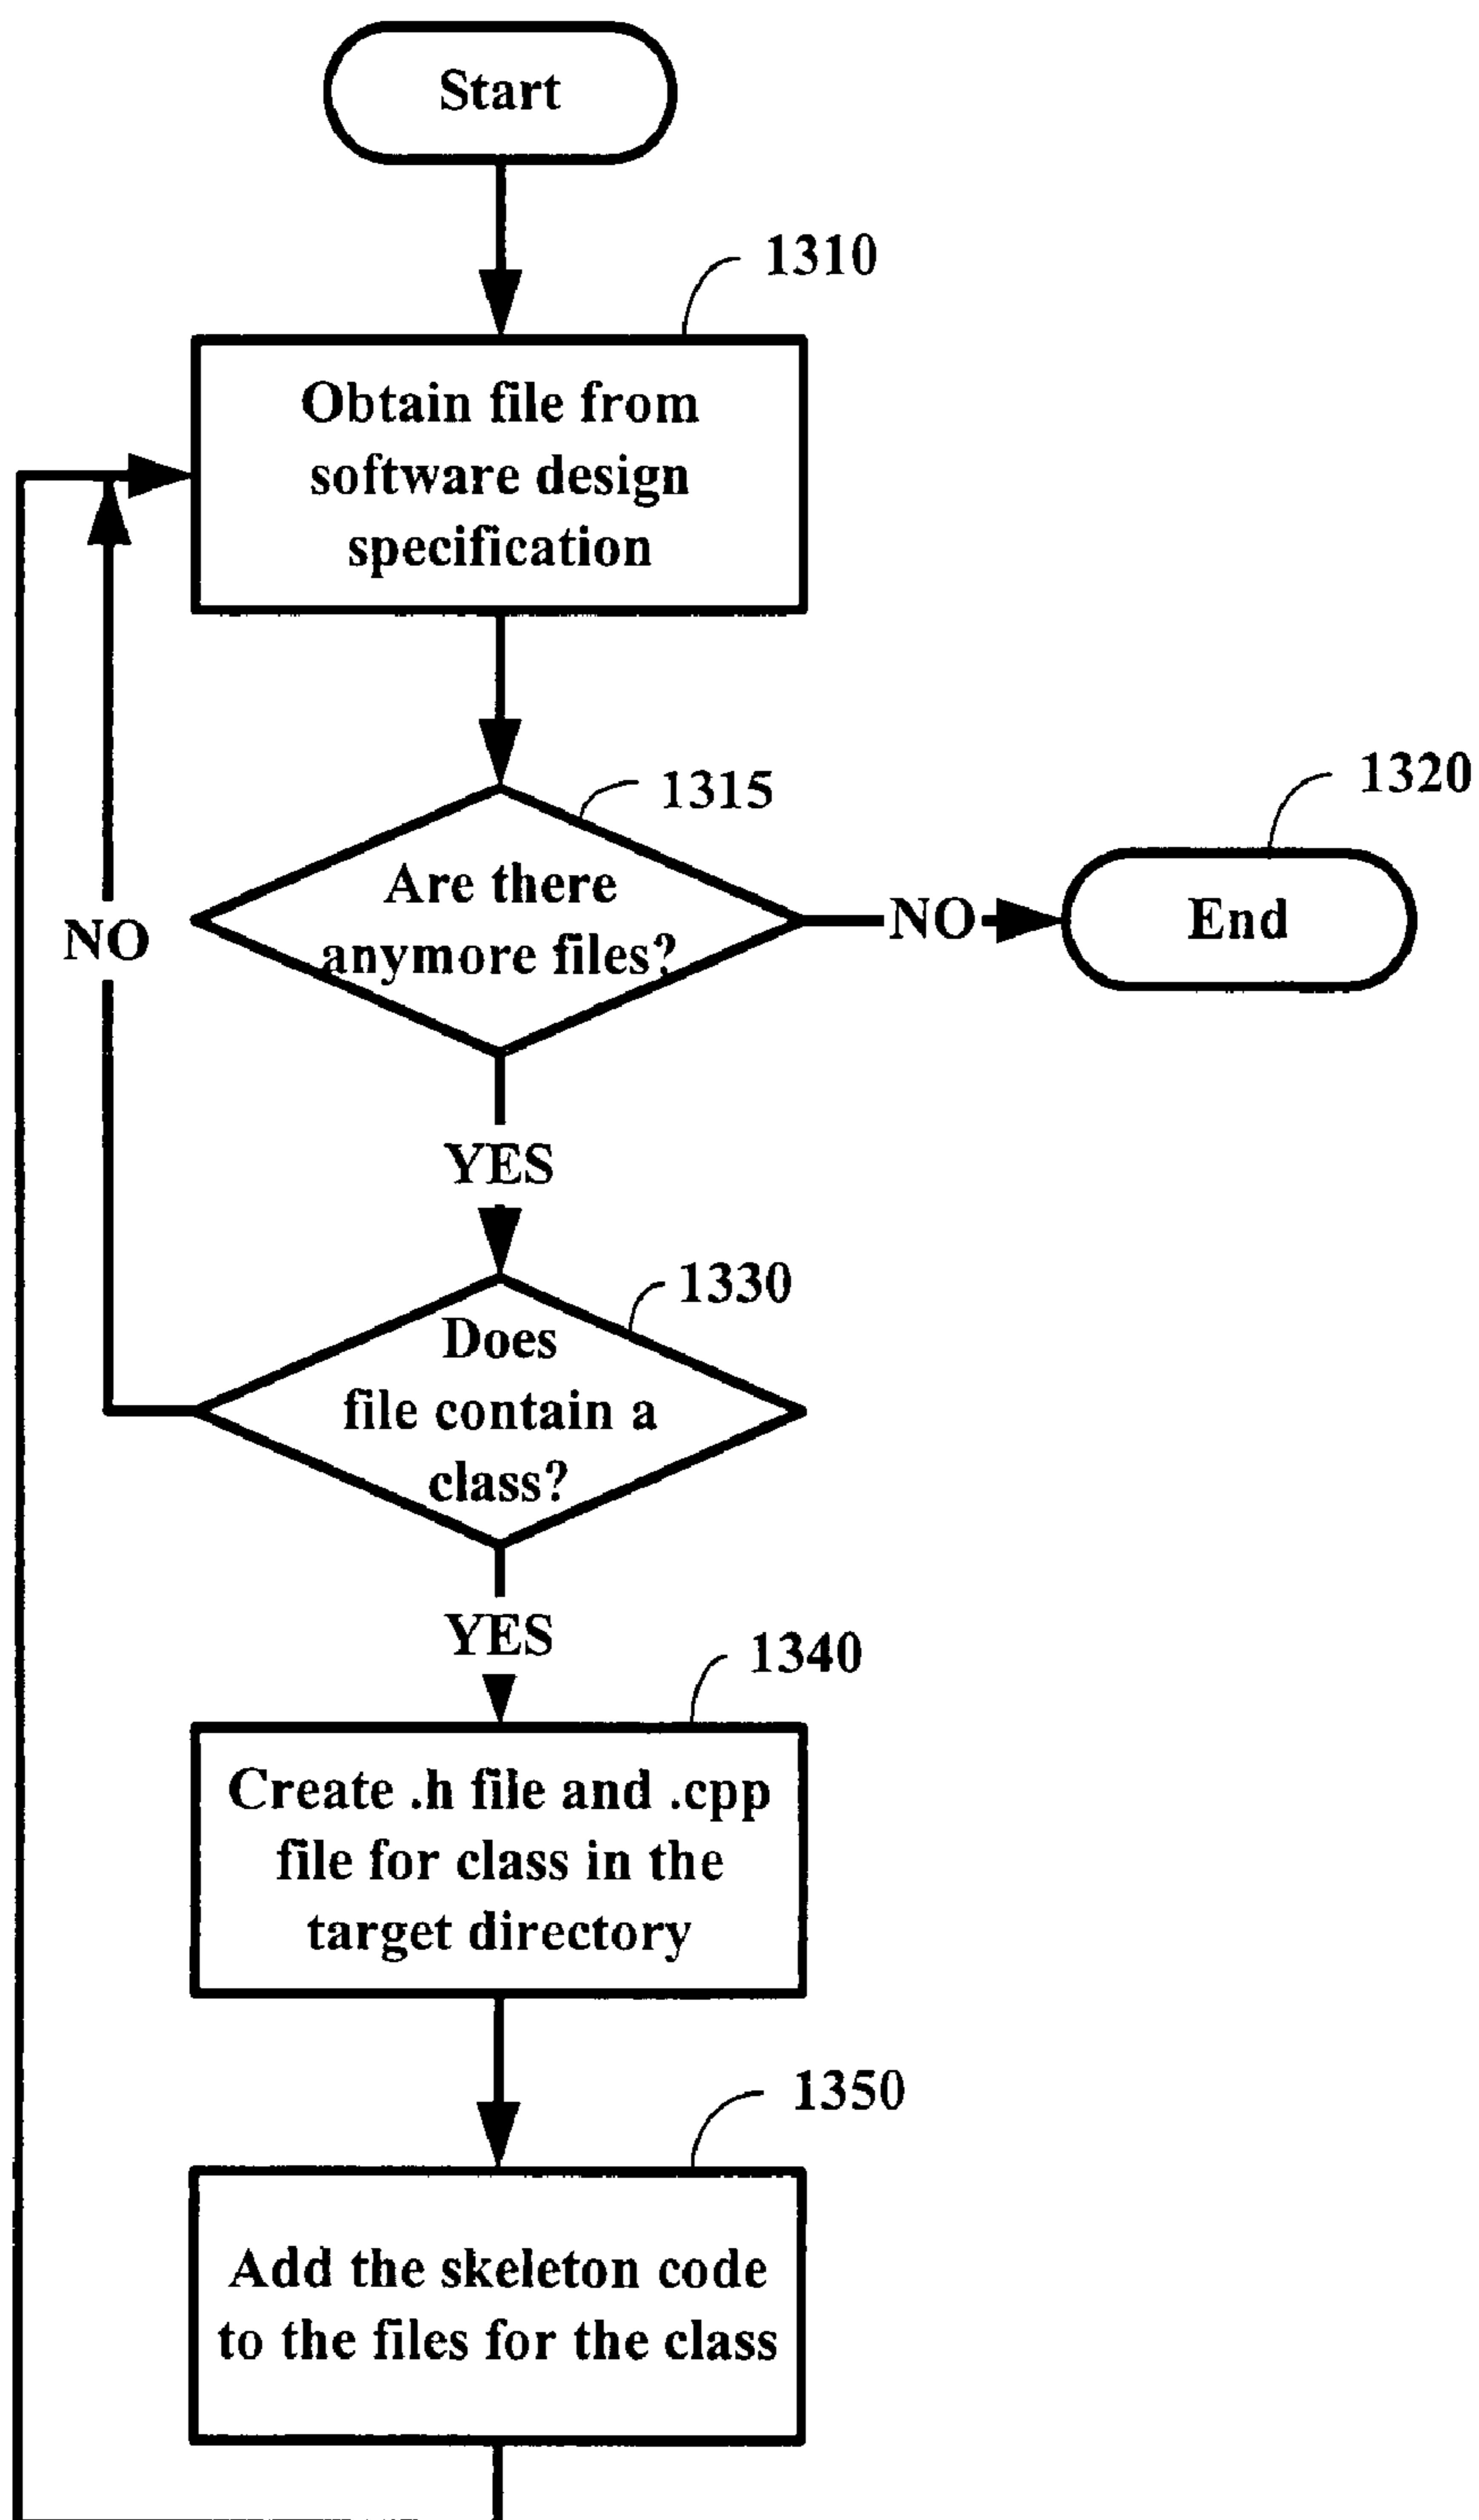 Start
1310
Obtain file from
software design
specification
1315
1320
Are there
anymore files?
NO
End
NO
YES
1330
Does
file contain a
class?
YES
1340
Create .h file and .cpp
file for class in the
target directory
1350
Add the skeleton code
to the files for the class